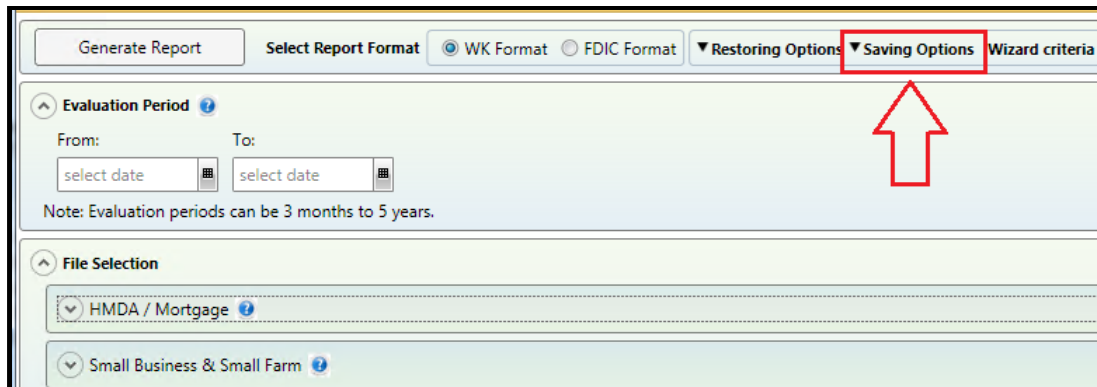 Generate Report Select Report Format WK Format FDIC Format ▼Restoring Options ▼Saving Options Wizard criteria
Evaluation Period ?
From: To:
select date select date
Note: Evaluation periods can be 3 months to 5 years.
File Selection
HMDA / Mortgage ?
Small Business & Small Farm ?